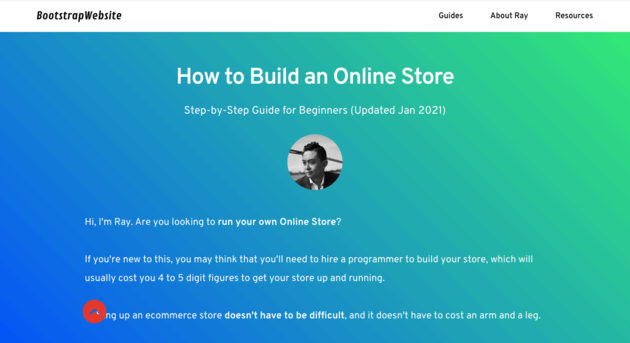 BootstrapWebsite
Guides About Ray Resources
How to Build an Online Store
Step-by-Step Guide for Beginners (Updated Jan 2021)
Hi, I'm Ray. Are you looking to run your own Online Store?
If you're new to this, you may think that you'll need to hire a programmer to build your store, which will
usually cost you 4 to 5 digit figures to get your store up and running.
up an ecommerce store doesn't have to be difficult, and it doesn't have to cost an arm and a leg.